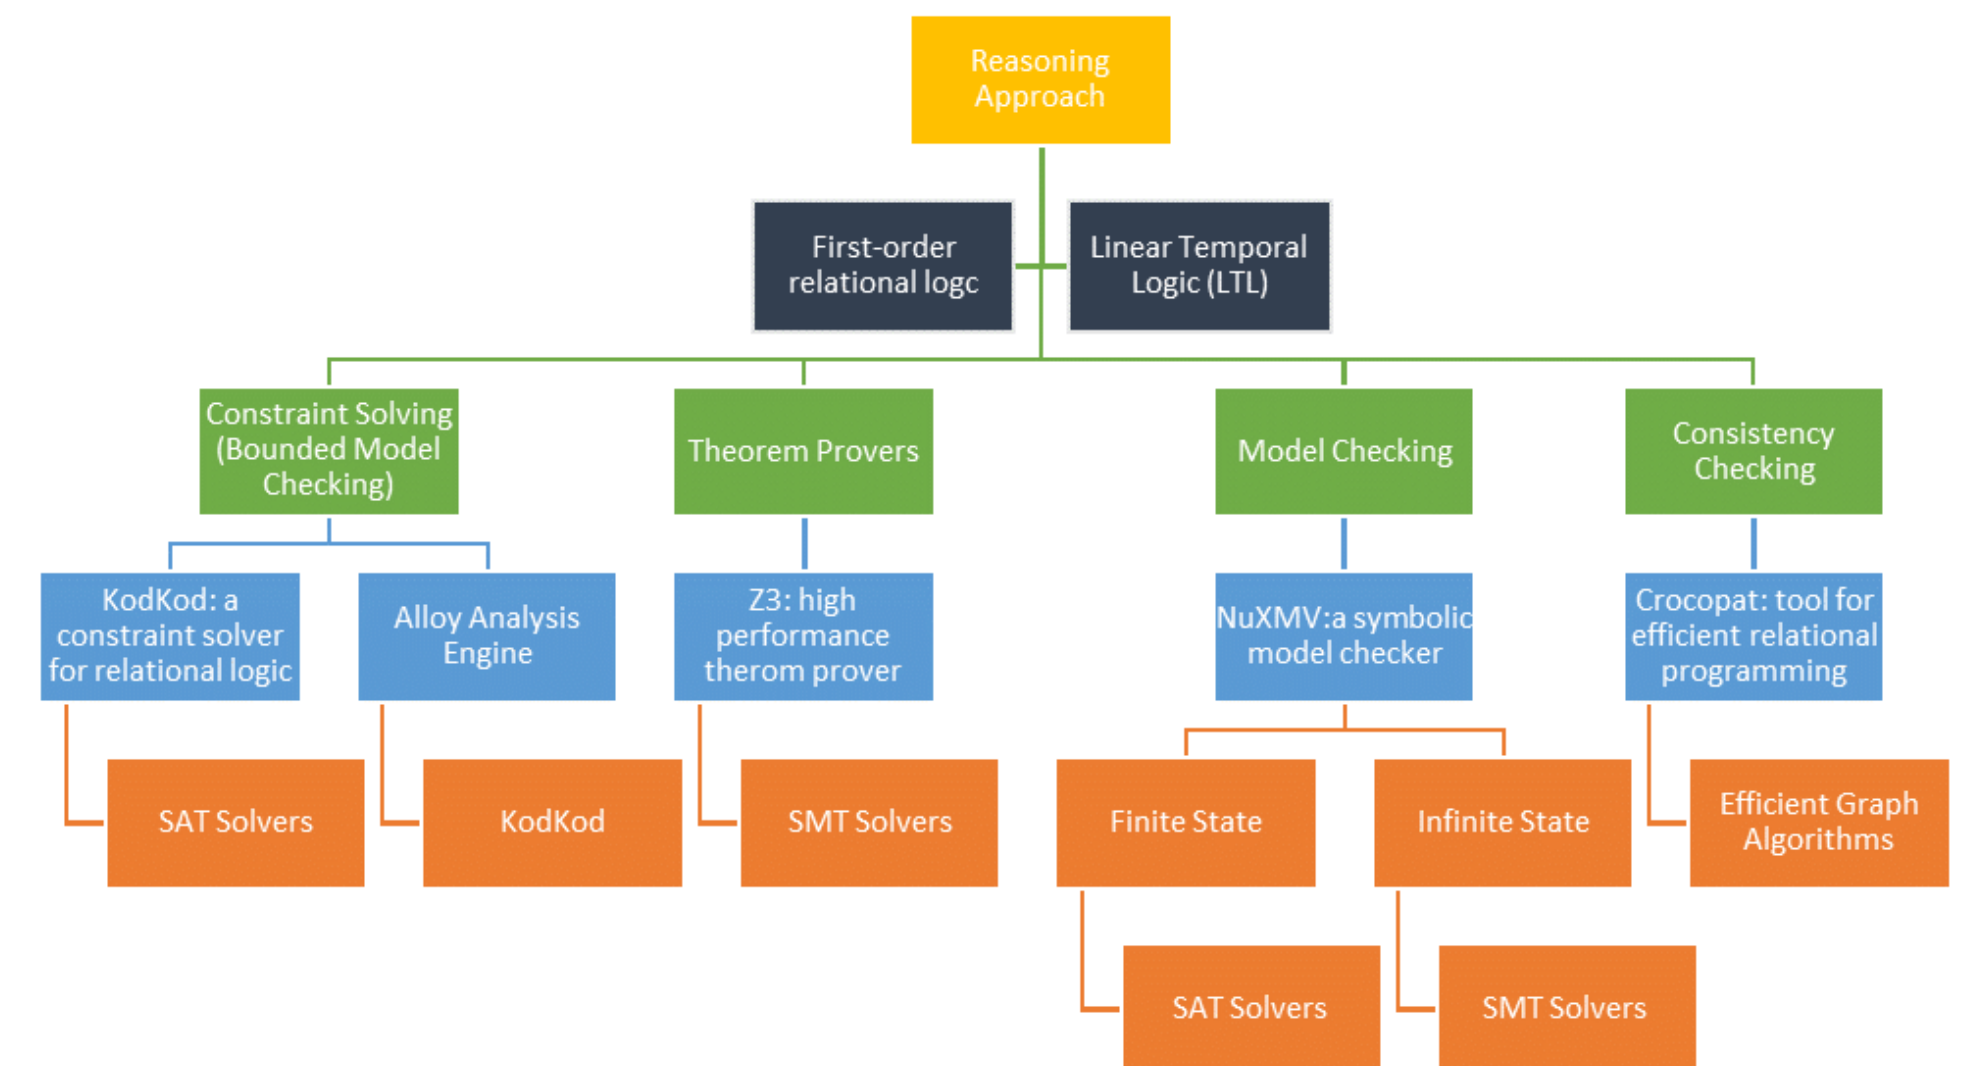 Reasoning
Approach
First-order
relational logc
Linear Temporal
Logic (LTL)
Constraint Solving
(Bounded Model
Checking)
Theorem Provers
Model Checking
Consistency
Checking
KodKod: a
constraint solver
for relational logic
Alloy Analysis
Engine
Z3: high
performance
therom prover
NuXMV:a symbolic
model checker
Crocopat: tool for
efficient relational
programming
SAT Solvers
KodKod
SMT Solvers
Finite State
Infinite State
Efficient Graph
Algorithms
SAT Solvers
SMT Solvers